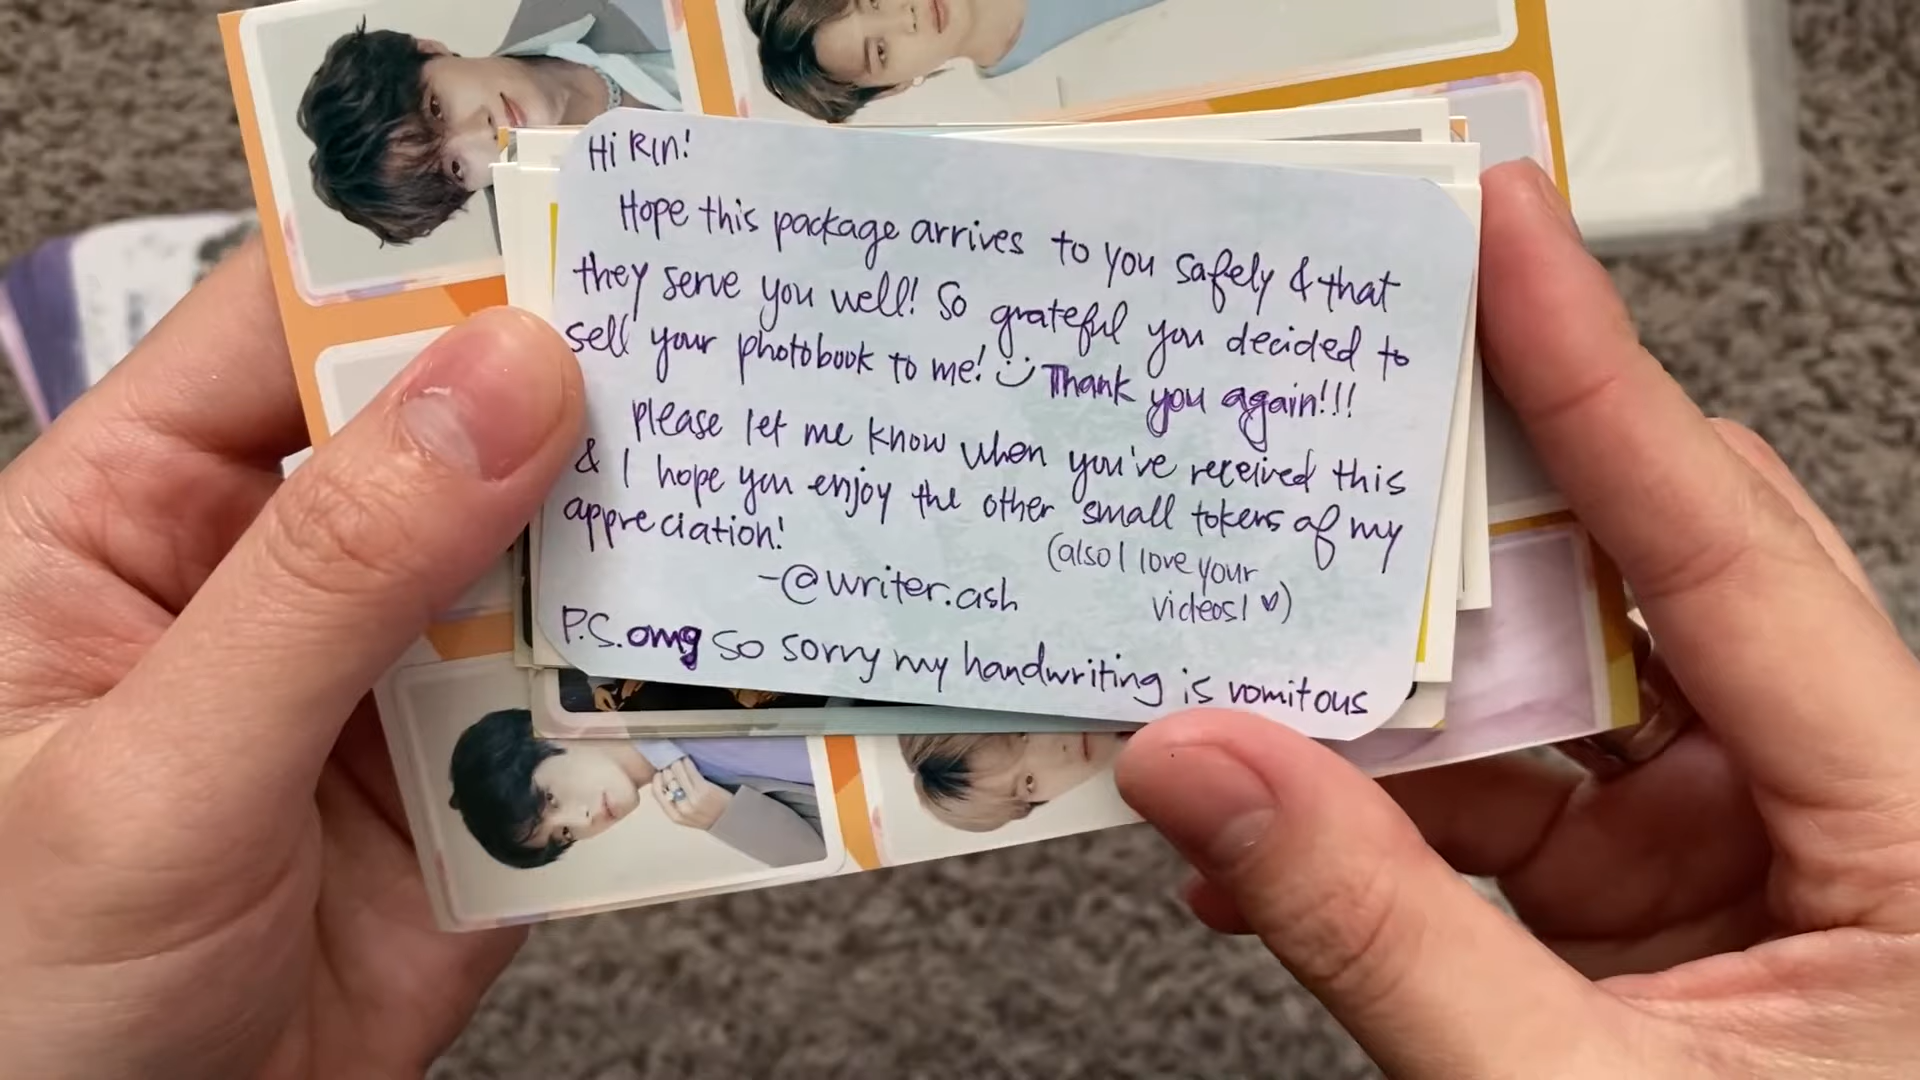 Hi Rin!
Hope this package arrives to you safely & that
they serve you well! So grateful you decided to
sell your photobook to me! :) Thank you again!!!
Please let me know when you've received this
& I hope you enjoy the other small tokens of my
appreciation!
(also I love your
videos! ♥)
-@writer.ash
P.S. omg so sorry my handwriting is vomitous